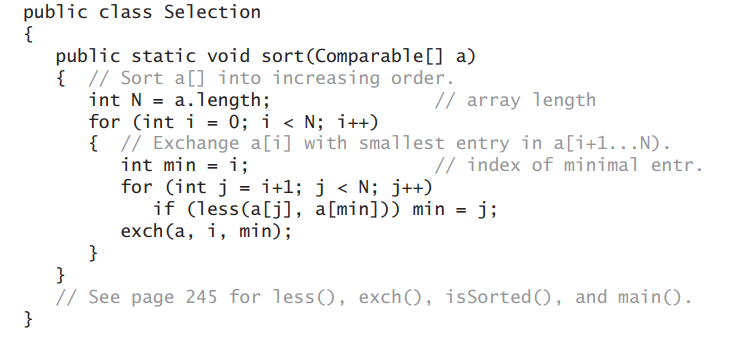 public class Selection
{
public static void sort(Comparable[] a)
{ // Sort a[] into increasing order.
int N = a.length; // array length
for (int i = 0; i < N; i++)
{ // Exchange a[i] with smallest entry in a[i+1...N).
int min = i; // index of minimal entr.
for (int j = i+1; j < N; j++)
if (less(a[j], a[min])) min = j;
exch(a, i, min);
}
}
// See page 245 for less(), exch(), isSorted(), and main().
}